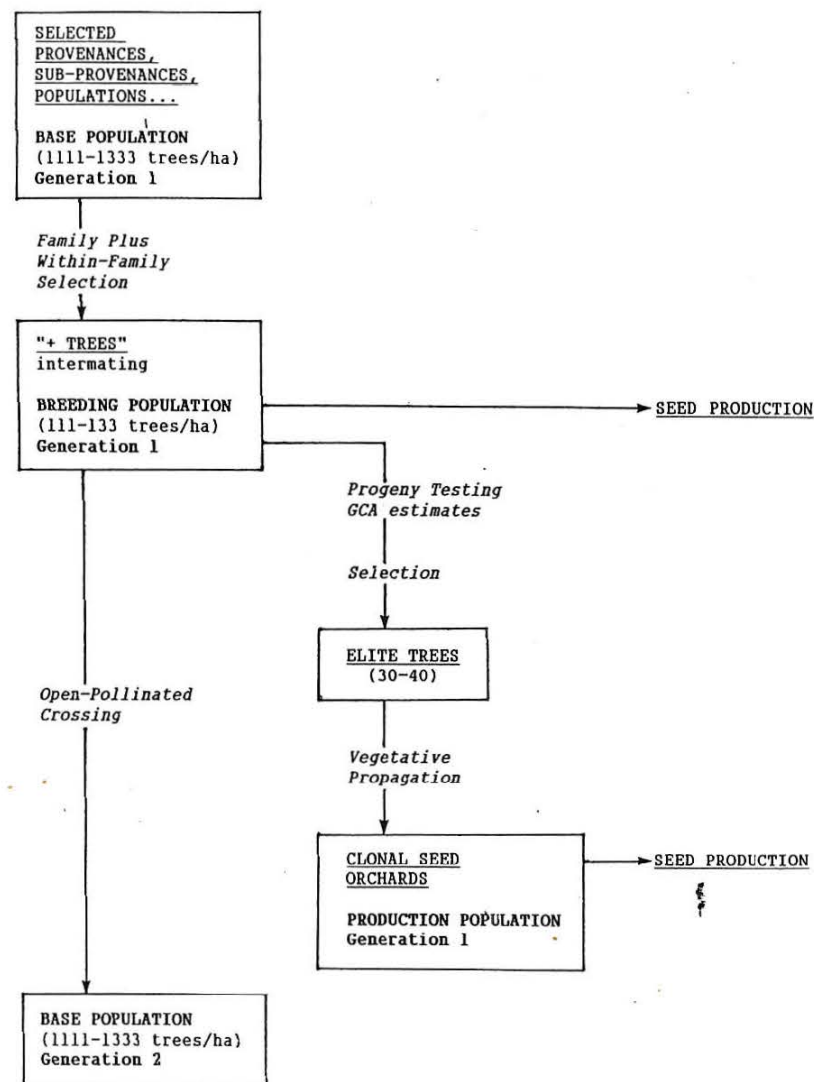 SELECTED
PROVENANCES,
SUB-PROVENANCES,
POPULATIONS...
BASE POPULATION
(1111-1333 trees/ha)
Generation 1
Family Plus
Within-Family
Selection
"+ TREES"
intermating
BREEDING POPULATION
(111-133 trees/ha)
Generation 1
SEED PRODUCTION
Progeny Testing
GCA estimates
Selection
ELITE TREES
(30-40)
Open-Pollinated
Crossing
Vegetative
Propagation
CLONAL SEED
ORCHARDS
PRODUCTION POPULATION
Generation 1
SEED PRODUCTION
BASE POPULATION
(1111-1333 trees/ha)
Generation 2